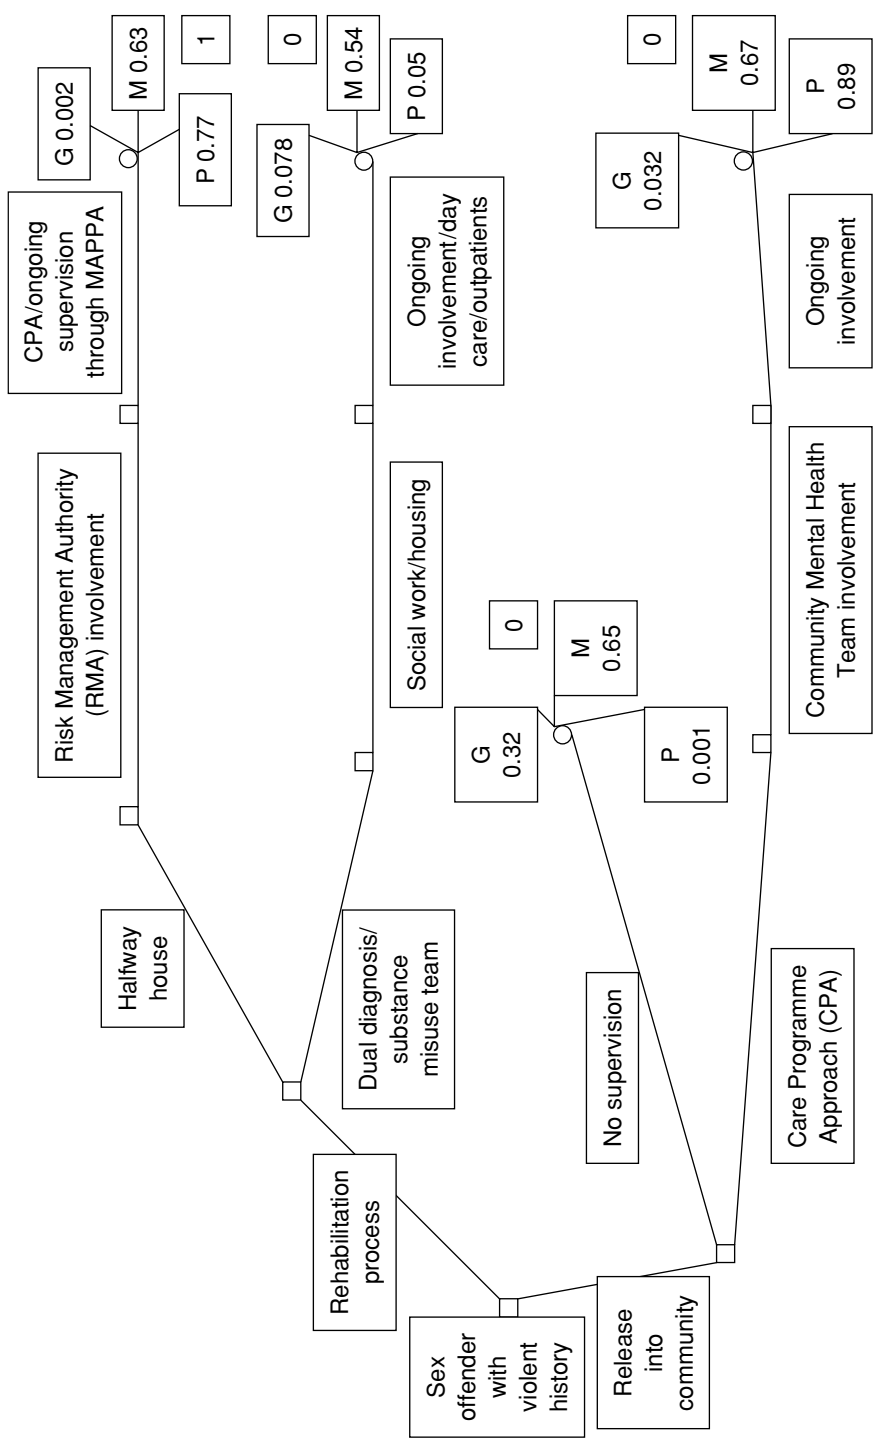 Sex
offender
with
violent
history
Rehabilitation
process
Halfway
house
Risk Management Authority
(RMA) involvement
CPA/ongoing
supervision
through MAPPA
G 0.002
M 0.63
P 0.77
1
Dual diagnosis/
substance
misuse team
Social work/housing
Ongoing
involvement/day
care/outpatients
G 0.078
M 0.54
P 0.05
0
Release
into
community
No supervision
G
0.32
M
0.65
P
0.001
0
Care Programme
Approach (CPA)
Community Mental Health
Team involvement
Ongoing
involvement
G
0.032
M
0.67
P
0.89
0